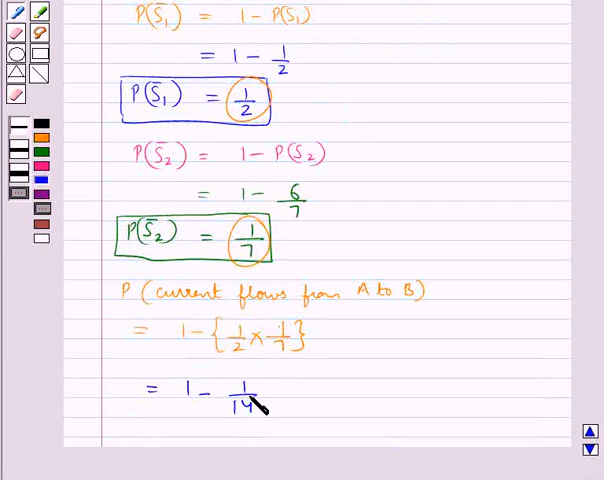 P(S̄₁) = 1 - P(S₁)
= 1 - 1/2
P(S̄₁) = 1/2
P(S̄₂) = 1 - P(S₂)
= 1 - 6/7
P(S̄₂) = 1/7
P (current flows from A to B)
= 1 - {1/2 × 1/7}
= 1 - 1/14